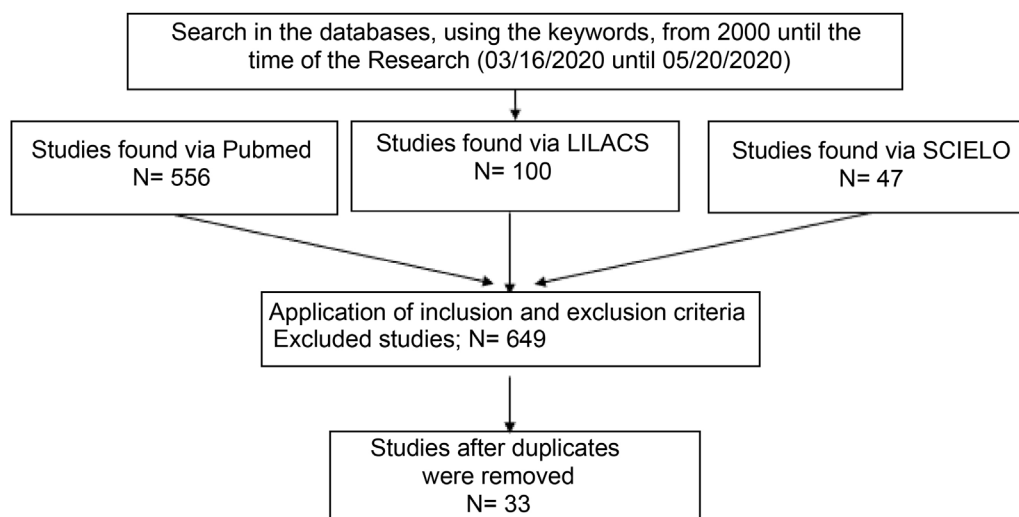 Search in the databases, using the keywords, from 2000 until the
time of the Research (03/16/2020 until 05/20/2020)
Studies found via Pubmed
N= 556
Studies found via LILACS
N= 100
Studies found via SCIELO
N= 47
Application of inclusion and exclusion criteria
Excluded studies; N= 649
Studies after duplicates
were removed
N= 33